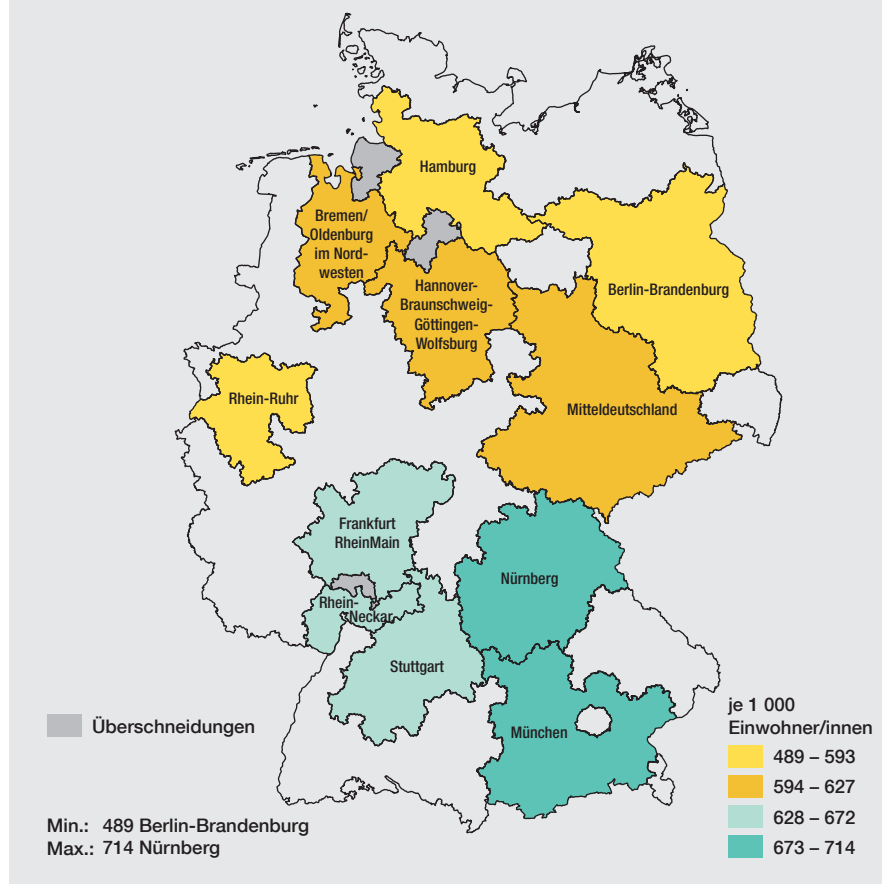 Hamburg
Bremen/
Oldenburg
im Nord-
westen
Hannover-
Braunschweig-
Göttingen-
Wolfsburg
Berlin-Brandenburg
Rhein-Ruhr
Mitteldeutschland
Frankfurt
RheinMain
Nürnberg
Rhein-
Neckar
Stuttgart
München
Überschneidungen
Min.: 489 Berlin-Brandenburg
Max.: 714 Nürnberg
je 1 000
Einwohner/innen
489 – 593
594 – 627
628 – 672
673 – 714